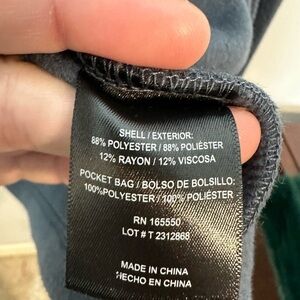 SHELL / EXTERIOR:
88% POLYESTER / 88% POLIÉSTER
12% RAYON / 12% VISCOSA
POCKET BAG / BOLSO DE BOLSILLO:
100%POLYESTER / 100% POLIÉSTER
RN 165550
LOT # T 2312868
MADE IN CHINA
HECHO EN CHINA